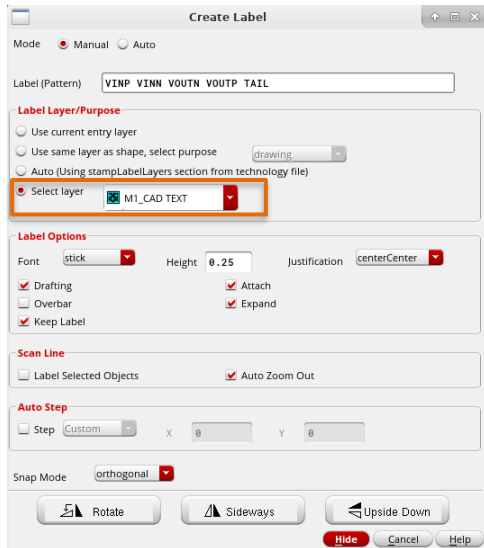 Create Label
Mode Manual Auto
Label (Pattern) VINP VINN VOUTN VOUTP TAIL
Label Layer/Purpose
Use current entry layer
Use same layer as shape, select purpose drawing
Auto (Using stampLabelLayers section from technology file)
Select layer M1_CAD TEXT
Label Options
Font stick Height 0.25 Justification centerCenter
Drafting Attach
Overbar Expand
Keep Label
Scan Line
Label Selected Objects Auto Zoom Out
Auto Step
Step Custom X 0 Y 0
Snap Mode orthogonal
Rotate Sideways Upside Down
Hide Cancel Help